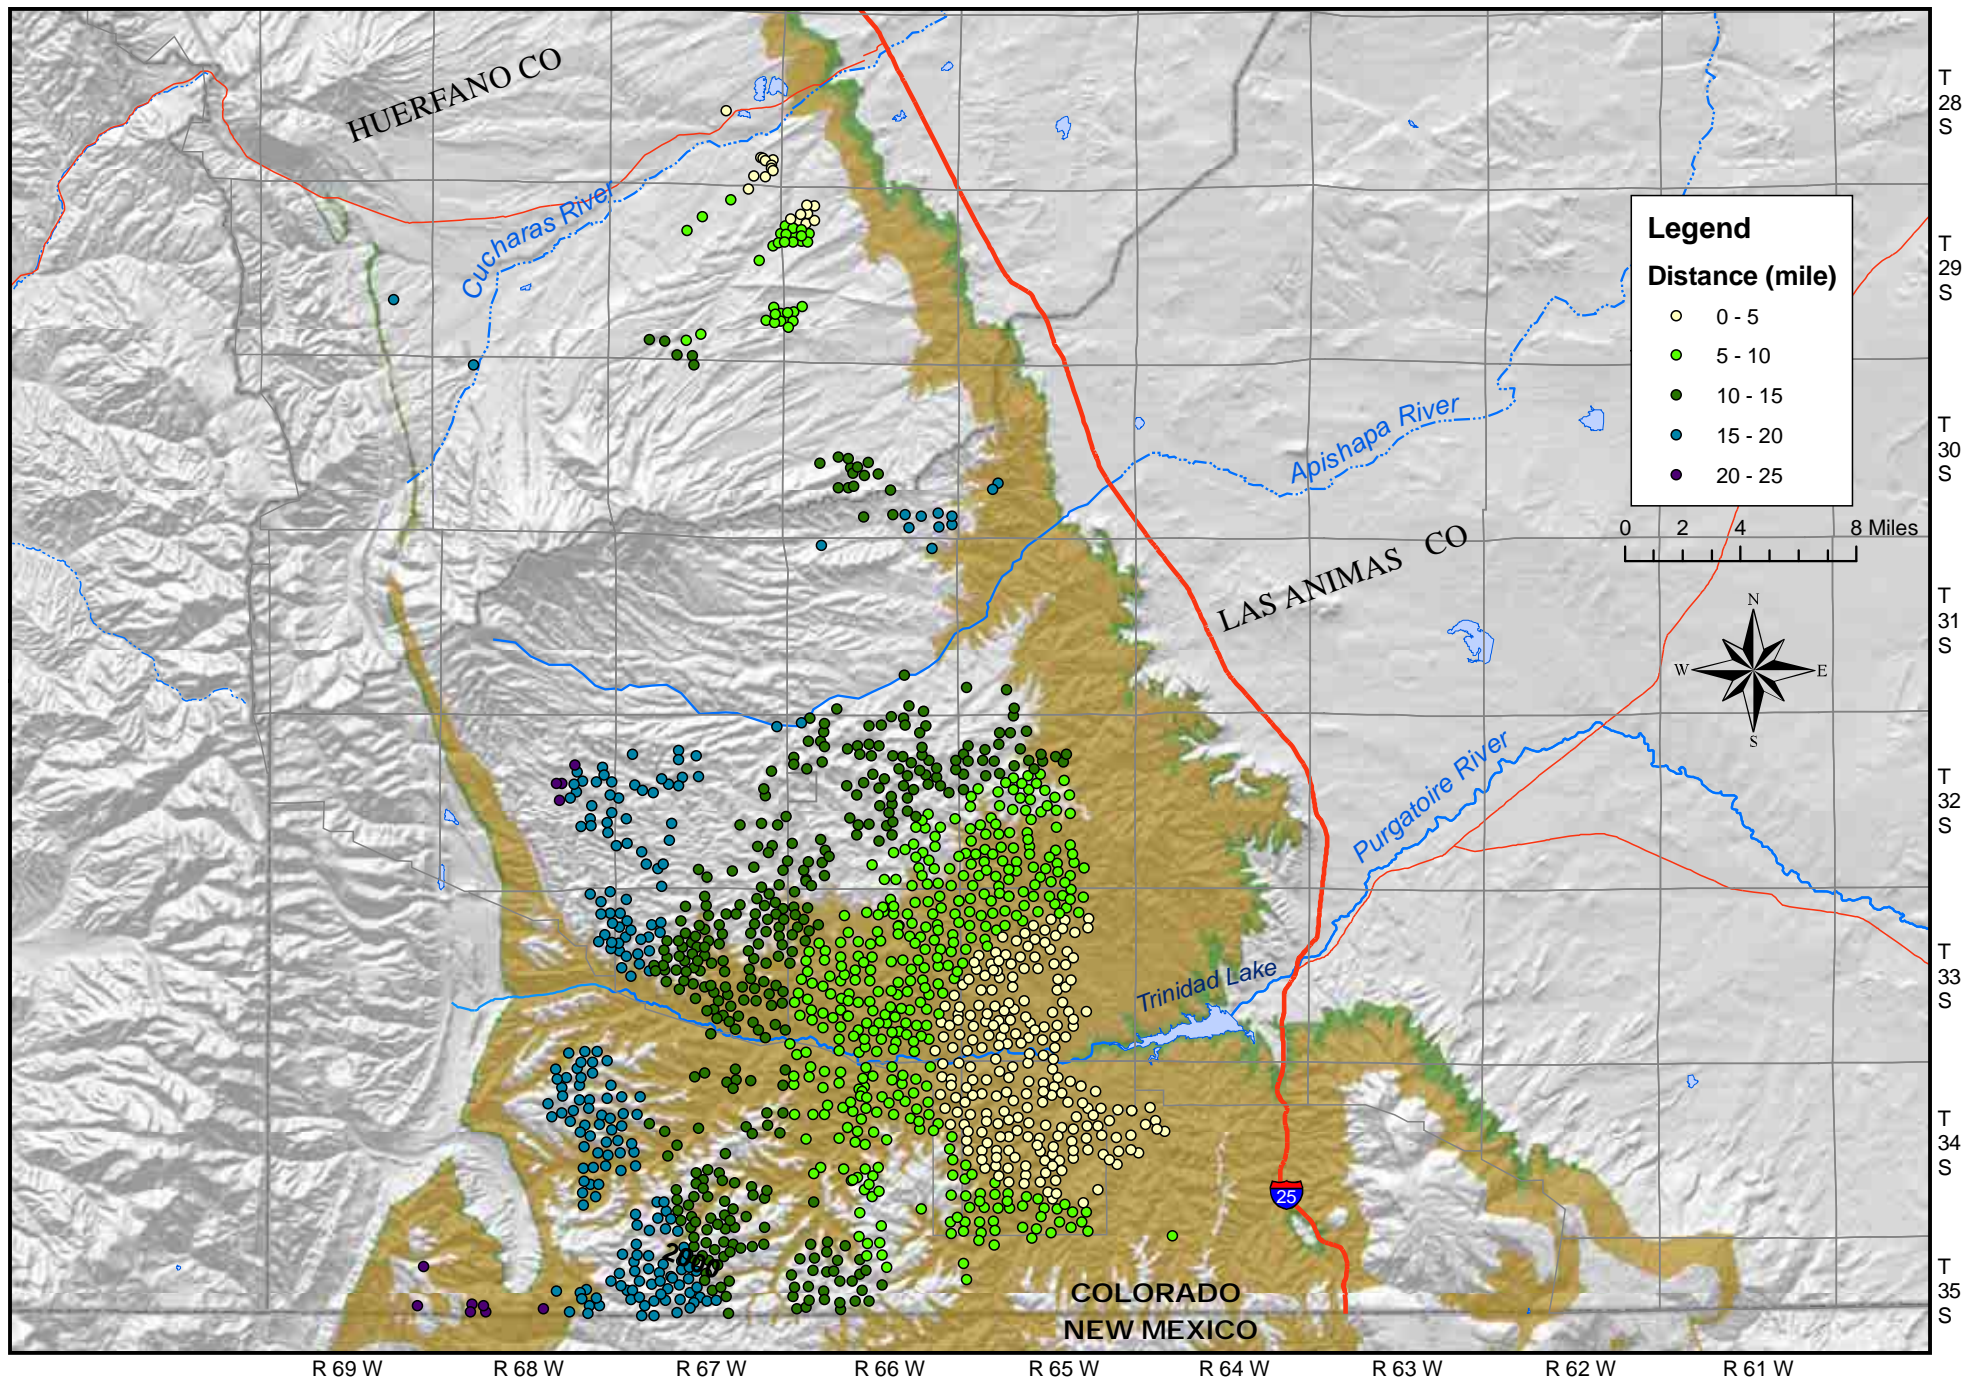 HUERFANO CO
Cucharas River
T
28
S
Legend
Distance (mile)
0 - 5
5 - 10
10 - 15
15 - 20
20 - 25
T
29
S
Apishapa River
T
30
S
0 2 4 8 Miles
LAS ANIMAS CO
N
W E
S
T
31
S
Purgatoire River
T
32
S
Trinidad Lake
T
33
S
T
34
S
25
2000
T
35
S
COLORADO
NEW MEXICO
R 69 W R 68 W R 67 W R 66 W R 65 W R 64 W R 63 W R 62 W R 61 W